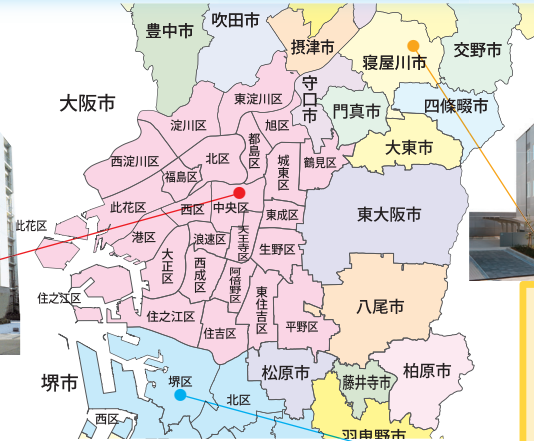 豊中市
吹田市
摂津市
寝屋川市
交野市
大阪市
守口市
門真市
四條畷市
東淀川区
淀川区
旭区
都島区
大東市
西淀川区
北区
城東区
鶴見区
福島区
此花区
此花区
西区
中央区
東成区
東大阪市
港区
浪速区
天王寺区
生野区
大正区
西成区
阿倍野区
東住吉区
住之江区
住之江区
住吉区
平野区
八尾市
堺市
堺区
北区
西区
松原市
藤井寺市
柏原市
羽曳野市